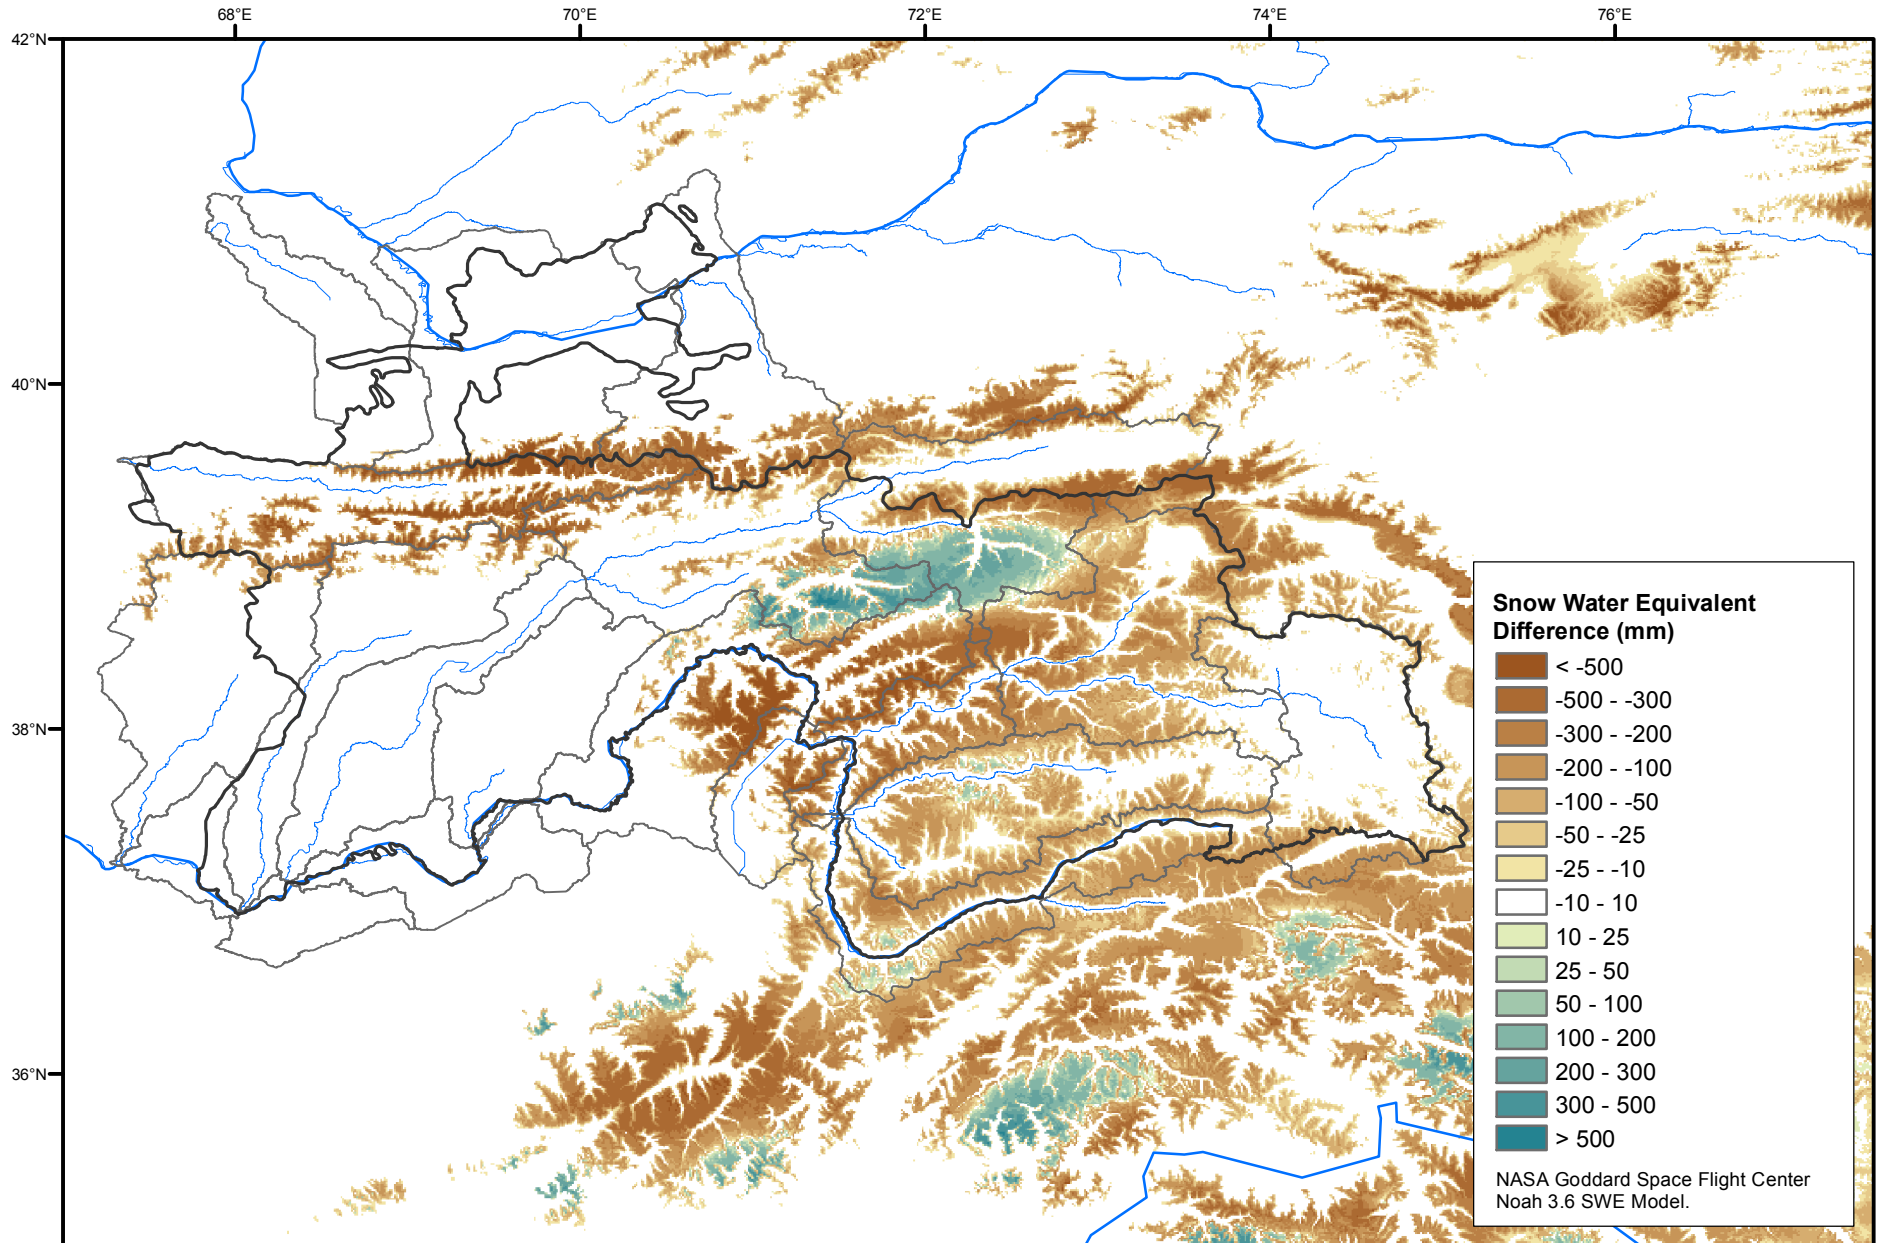 68°E 70°E 72°E 74°E 76°E
42°N
40°N
38°N
36°N
Snow Water Equivalent
Difference (mm)
< -500
-500 - -300
-300 - -200
-200 - -100
-100 - -50
-50 - -25
-25 - -10
-10 - 10
10 - 25
25 - 50
50 - 100
100 - 200
200 - 300
300 - 500
> 500
NASA Goddard Space Flight Center
Noah 3.6 SWE Model.